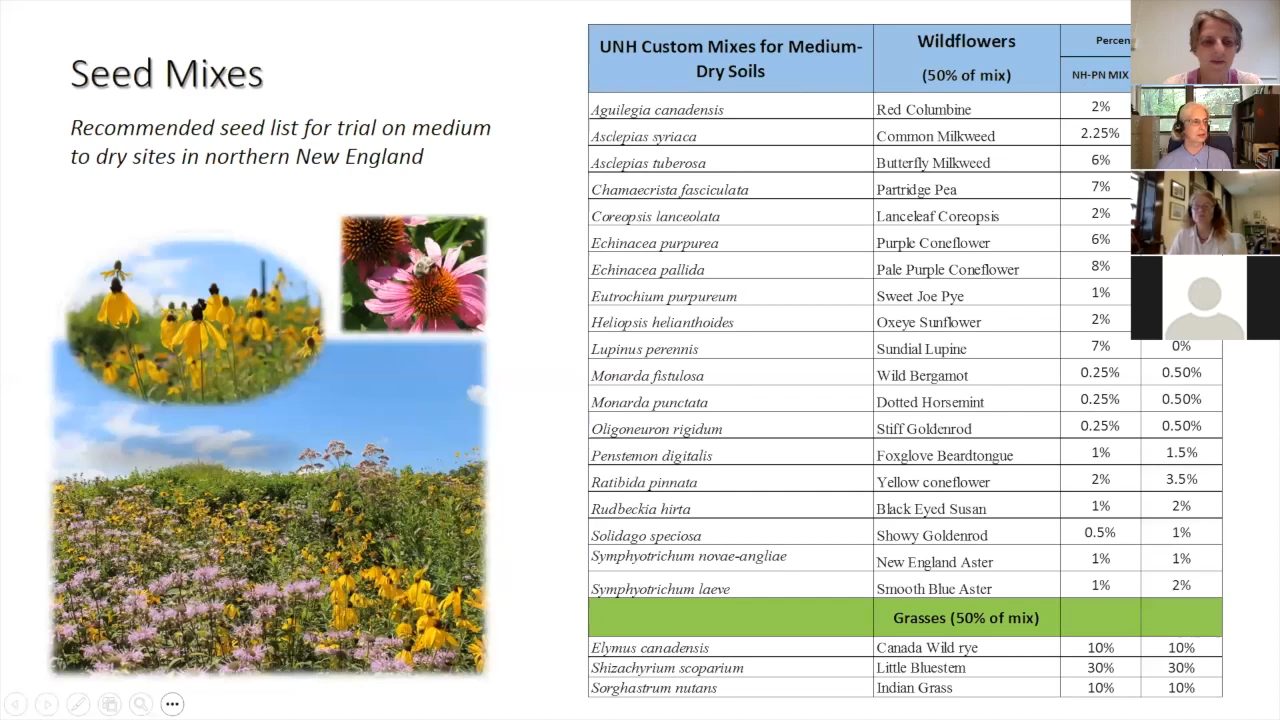 Seed Mixes
Recommended seed list for trial on medium
to dry sites in northern New England
UNH Custom Mixes for Medium-
Dry Soils
Wildflowers
(50% of mix)
NH-PN MIX
Aguilegia canadensis Red Columbine 2%
Asclepias syriaca Common Milkweed 2.25%
Asclepias tuberosa Butterfly Milkweed 6%
Chamaecrista fasciculata Partridge Pea 7%
Coreopsis lanceolata Lanceleaf Coreopsis 2%
Echinacea purpurea Purple Coneflower 6%
Echinacea pallida Pale Purple Coneflower 8%
Eutrochium purpureum Sweet Joe Pye 1%
Heliopsis helianthoides Oxeye Sunflower 2%
Lupinus perennis Sundial Lupine 7% 0%
Monarda fistulosa Wild Bergamot 0.25% 0.50%
Monarda punctata Dotted Horsemint 0.25% 0.50%
Oligoneuron rigidum Stiff Goldenrod 0.25% 0.50%
Penstemon digitalis Foxglove Beardtongue 1% 1.5%
Ratibida pinnata Yellow coneflower 2% 3.5%
Rudbeckia hirta Black Eyed Susan 1% 2%
Solidago speciosa Showy Goldenrod 0.5% 1%
Symphyotrichum novae-angliae New England Aster 1% 1%
Symphyotrichum laeve Smooth Blue Aster 1% 2%
Grasses (50% of mix)
Elymus canadensis Canada Wild rye 10% 10%
Shizachyrium scoparium Little Bluestem 30% 30%
Sorghastrum nutans Indian Grass 10% 10%